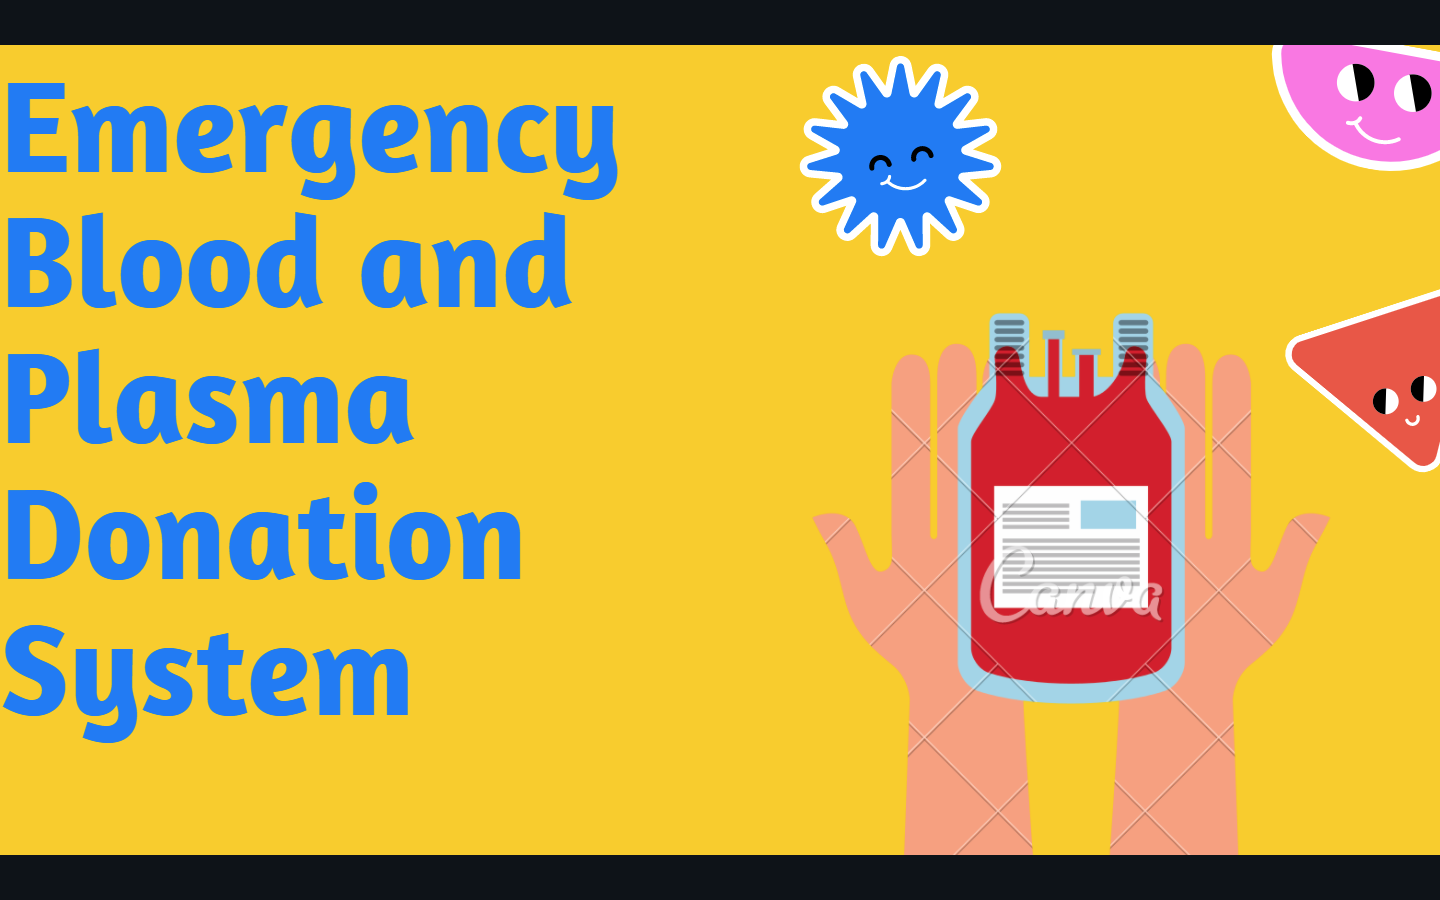 Emergency
Blood and
Plasma
Donation
System
Canva